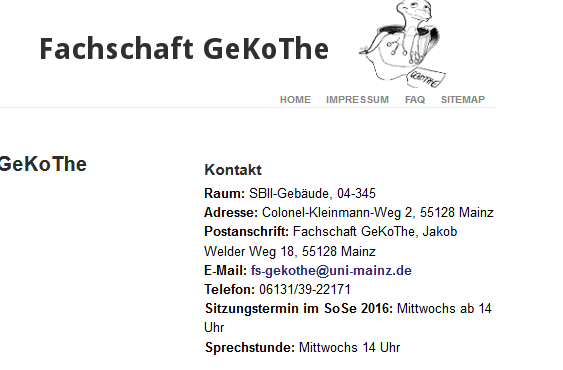 Fachschaft GeKoThe
GEKOTHE
HOME IMPRESSUM FAQ SITEMAP
GeKoThe
Kontakt
Raum: SBII-Gebäude, 04-345
Adresse: Colonel-Kleinmann-Weg 2, 55128 Mainz
Postanschrift: Fachschaft GeKoThe, Jakob
Welder Weg 18, 55128 Mainz
E-Mail: fs-gekothe@uni-mainz.de
Telefon: 06131/39-22171
Sitzungstermin im SoSe 2016: Mittwochs ab 14
Uhr
Sprechstunde: Mittwochs 14 Uhr